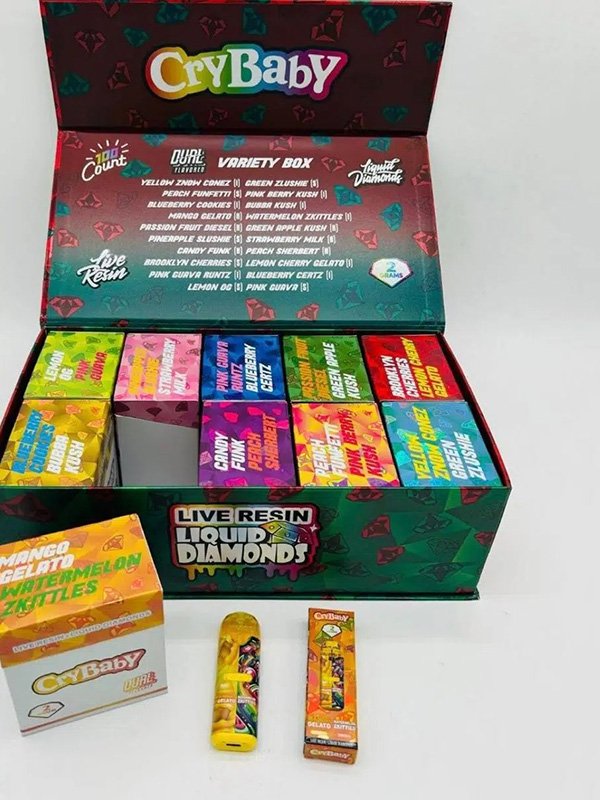 CryBaby
100 Count
DUAL FLAVORED
VARIETY BOX
Liquid Diamonds
YELLOW ZNOW CONEZ [I] GREEN ZLUSHIE [S]
PEACH FUNFETTI [S] PINK BERRY KUSH [I]
BLUEBERRY COOKIES [I] BUBBA KUSH [I]
MANGO GELATO [H] WATERMELON ZKITTLES [I]
PASSION FRUIT DIESEL [H] GREEN APPLE KUSH [H]
PINEAPPLE SLUSHIE [S] STRAWBERRY MILK [H]
CANDY FUNK [H] PEACH SHERBERT [H]
BROOKLYN CHERRIES [S] LEMON CHERRY GELATO [I]
PINK GUAVA RUNTZ [I] BLUEBERRY CERTZ [I]
LEMON OG [S] PINK GUAVA [S]
Live Resin
2 GRAMS
LEMON OG PINK GUAVA
STRAWBERRY MILK
PINK GUAVA RUNTZ BLUEBERRY CERTZ
PASSION FRUIT DIESEL GREEN APPLE KUSH
BROOKLYN CHERRIES LEMON CHERRY GELATO
BLUEBERRY COOKIES BUBBA KUSH
CANDY FUNK PEACH SHERBERT
PEACH FUNFETTI PINK BERRY KUSH
YELLOW ZNOW CONEZ GREEN ZLUSHIE
LIVE RESIN
LIQUID
DIAMONDS
MANGO
GELATO
WATERMELON
ZKITTLES
LIVE RESIN + LIQUID DIAMONDS
CryBaby
DUAL
2
CryBaby
2
GELATO
CryBaby